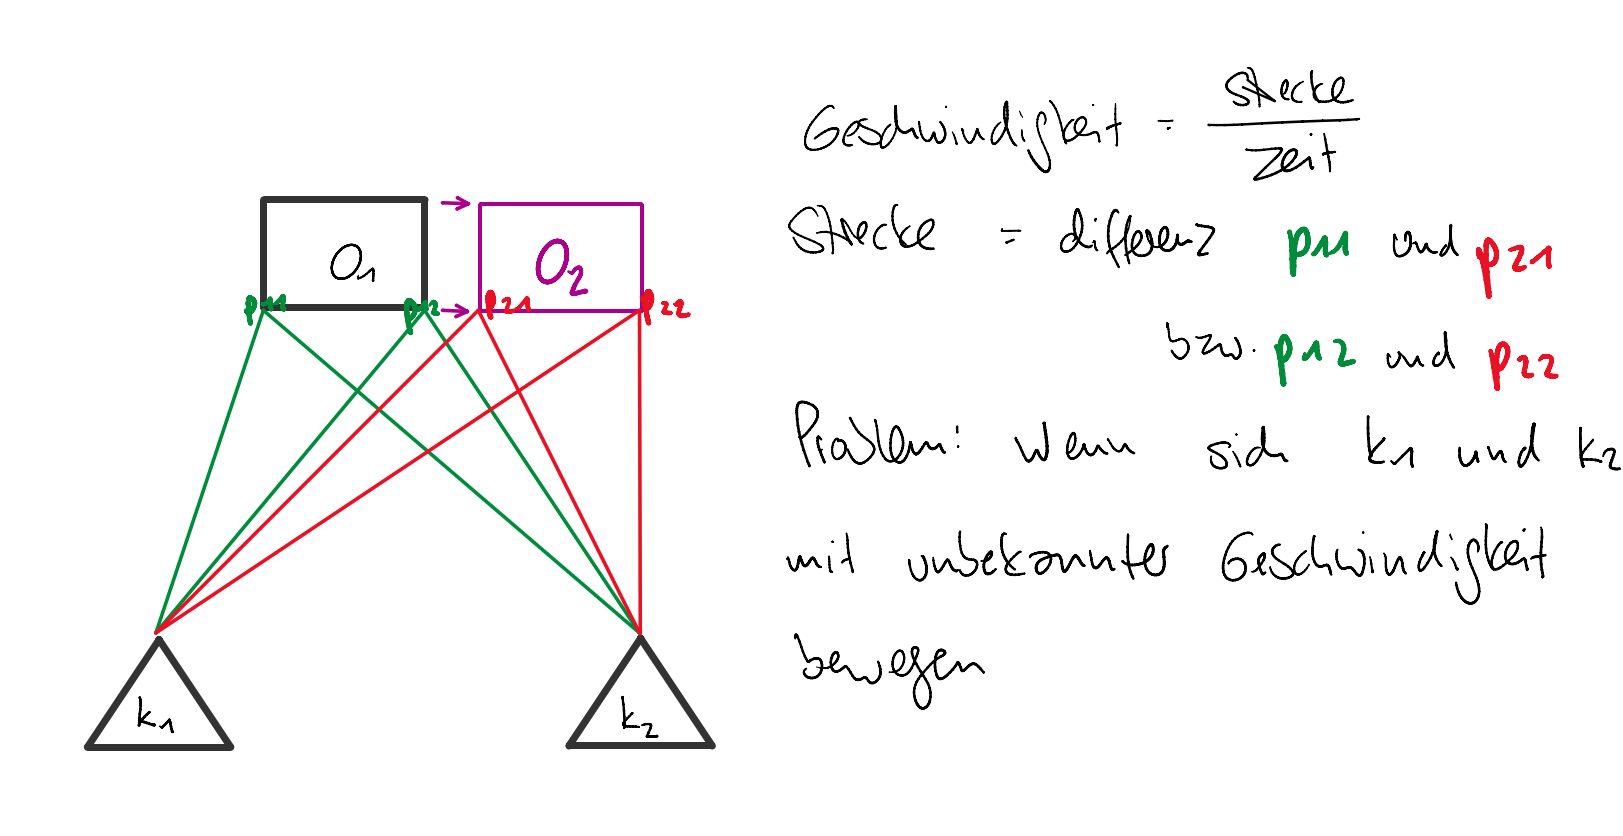 Geschwindigkeit = Strecke / Zeit
Strecke = differenz p11 und p21
bzw. p12 und p22
Problem: wenn sich k1 und k2
mit unbekannter Geschwindigkeit
bewegen
O1
O2
p11
p12
p21
p22
k1
k2